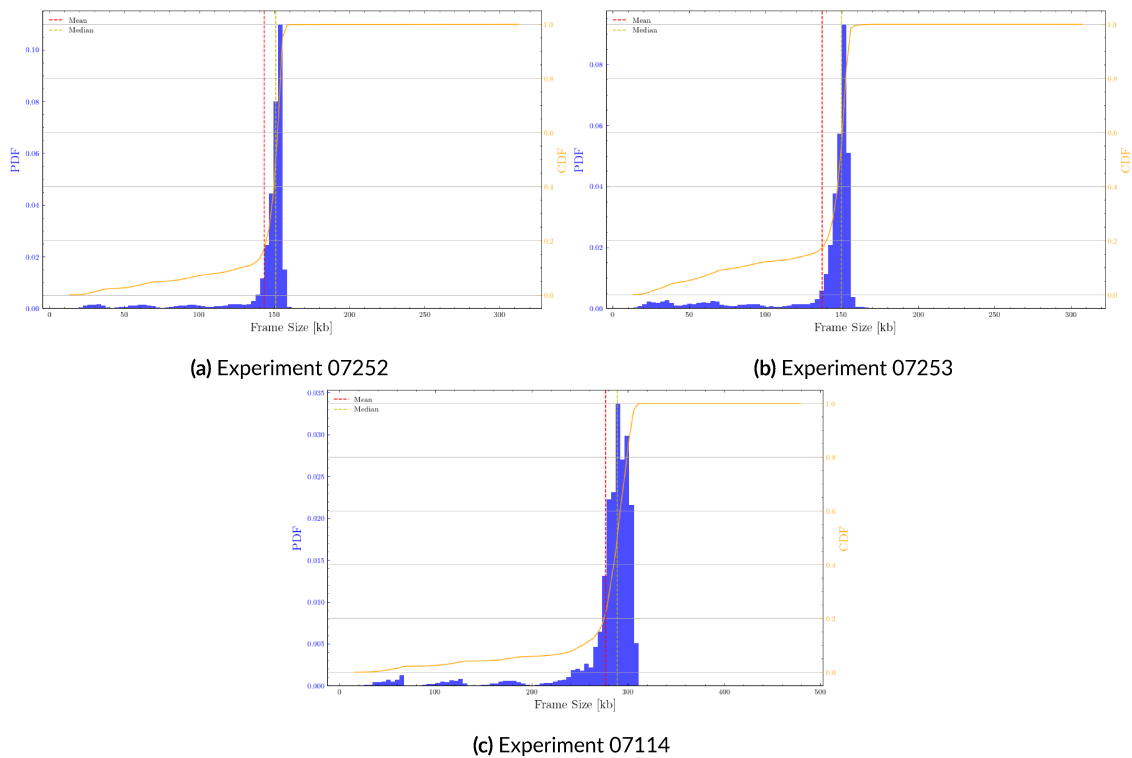 Mean
Median
PDF
0.10
0.08
0.06
0.04
0.02
0.00
1.0
0.8
0.6
0.4
0.2
0.0
CDF
0 50 100 150 200 250 300
Frame Size [kb]
(a) Experiment 07252
Mean
Median
PDF
0.08
0.06
0.04
0.02
0.00
1.0
0.8
0.6
0.4
0.2
0.0
CDF
0 50 100 150 200 250 300
Frame Size [kb]
(b) Experiment 07253
Mean
Median
PDF
0.035
0.030
0.025
0.020
0.015
0.010
0.005
0.000
1.0
0.8
0.6
0.4
0.2
0.0
CDF
0 100 200 300 400 500
Frame Size [kb]
(c) Experiment 07114